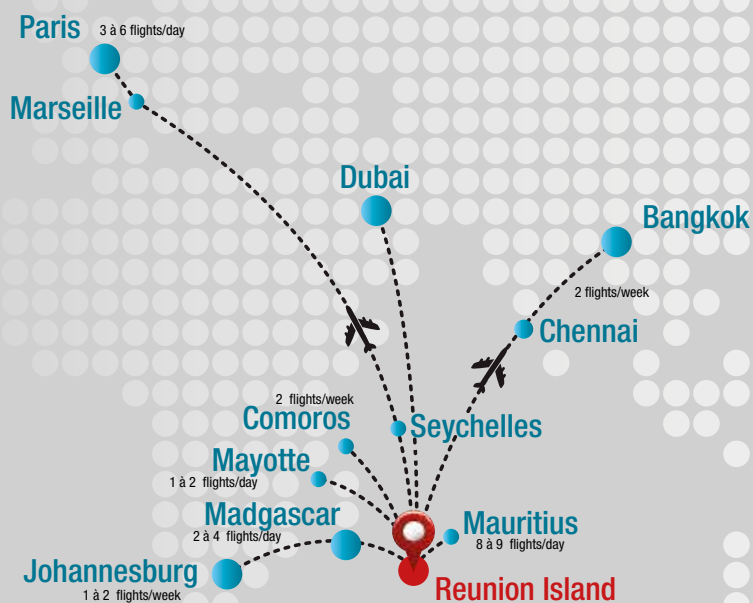 Paris 3 à 6 flights/day
Marseille
Dubai
Bangkok
2 flights/week
Chennai
2 flights/week
Comoros
Seychelles
Mayotte
1 à 2 flights/day
Madgascar
2 à 4 flights/day
Mauritius
8 à 9 flights/day
Johannesburg
1 à 2 flights/week
Reunion Island